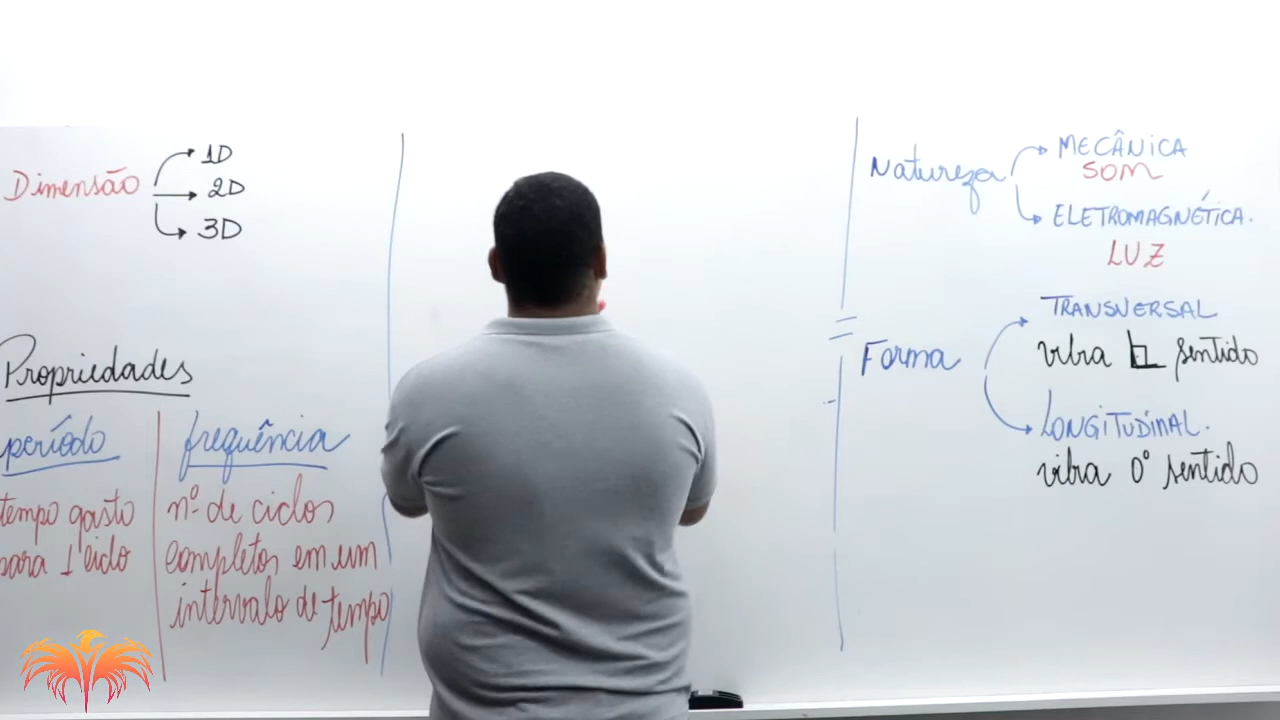 Dimensão
1D
2D
3D
Propriedades
período
tempo gasto
para 1 ciclo
frequência
nº de ciclos
completos em um
intervalo de tempo
Natureza
MECÂNICA
SOM
ELETROMAGNÉTICA.
LUZ
Forma
TRANSVERSAL
vibra sentido
LONGITUDINAL.
vibra 0° sentido